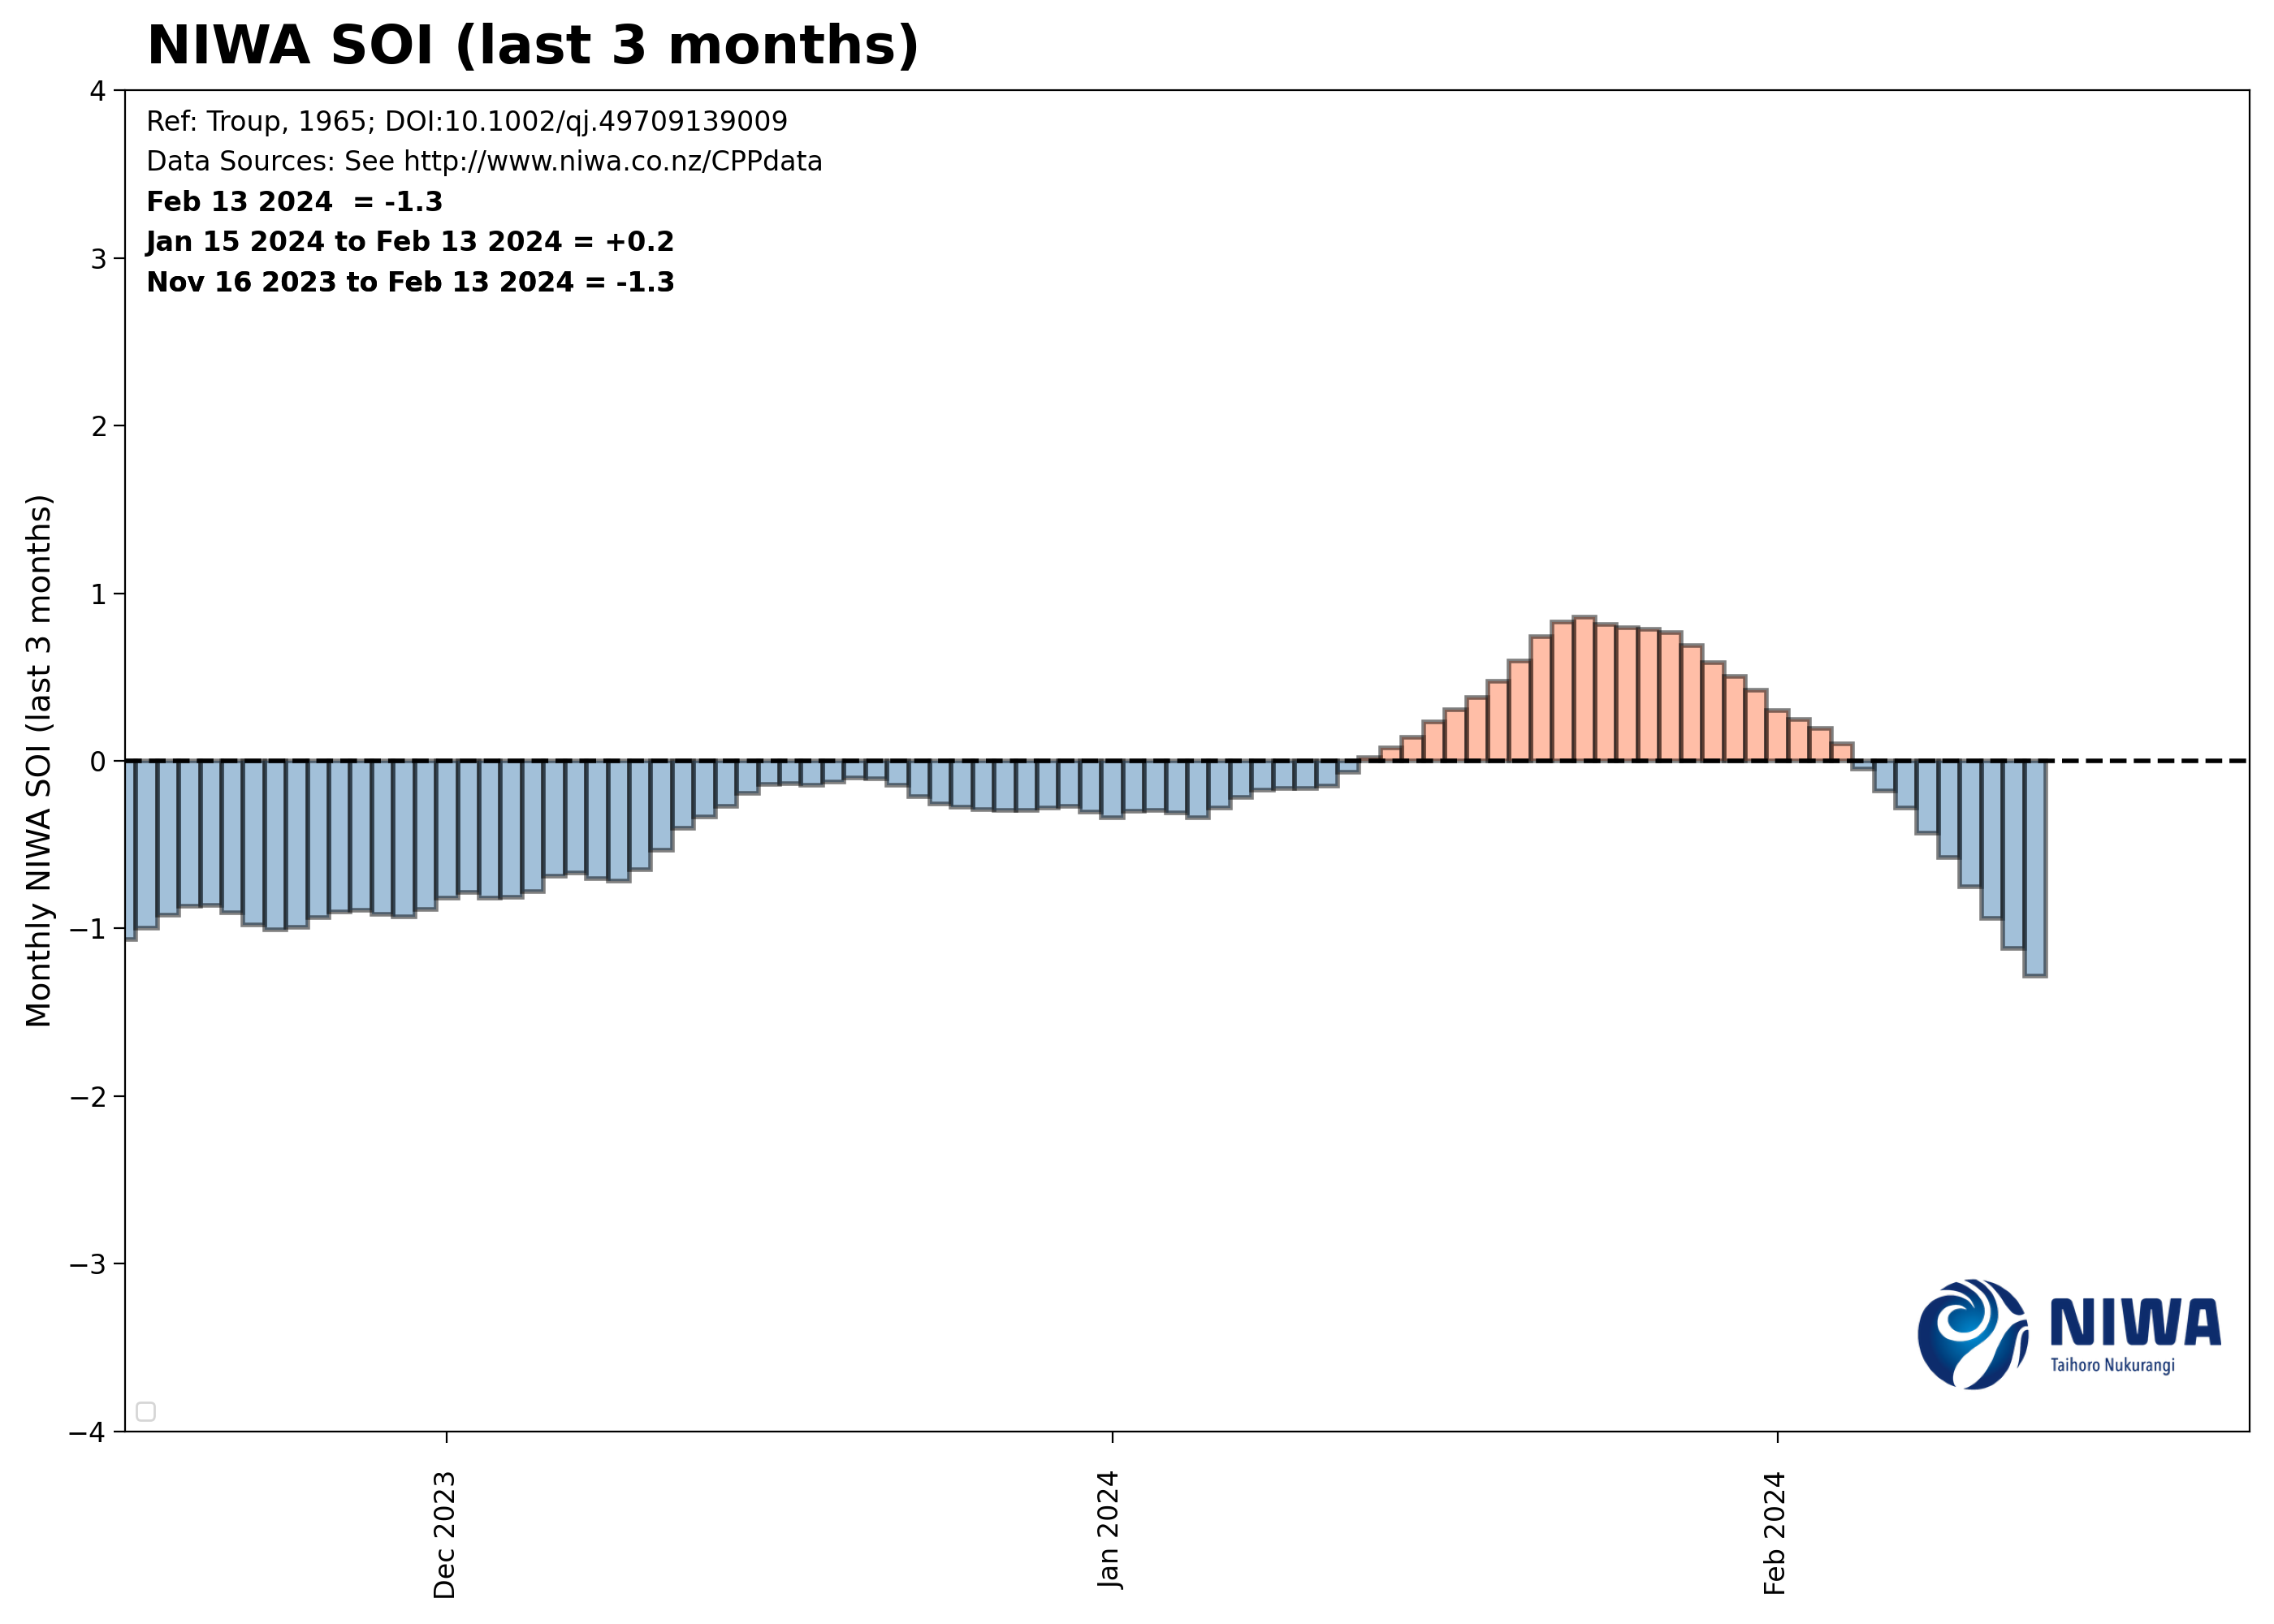 NIWA SOI (last 3 months)
4
Ref: Troup, 1965; DOI:10.1002/qj.49709139009
Data Sources: See http://www.niwa.co.nz/CPPdata
Feb 13 2024  = -1.3
Jan 15 2024 to Feb 13 2024 = +0.2
Nov 16 2023 to Feb 13 2024 = -1.3
3
2
1
0
−1
−2
−3
−4
Monthly NIWA SOI (last 3 months)
NIWA
Taihoro Nukurangi
Dec 2023
Jan 2024
Feb 2024